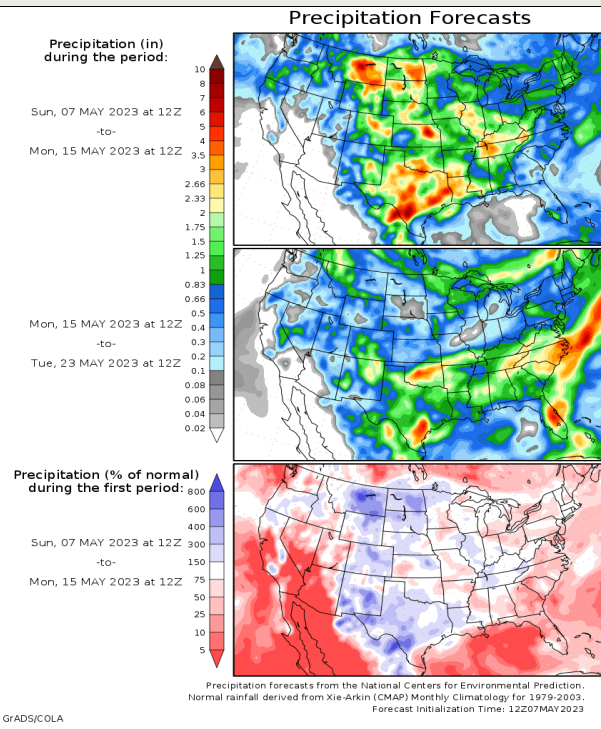 Precipitation Forecasts
Precipitation (in)
during the period:
Sun, 07 MAY 2023 at 12Z
-to-
Mon, 15 MAY 2023 at 12Z
10
8
7
6
5
4
3.5
3
2.66
2.33
2
1.75
1.5
1.25
1
0.83
0.66
0.5
0.4
0.3
0.2
0.1
0.08
0.06
0.04
0.02
Mon, 15 MAY 2023 at 12Z
-to-
Tue, 23 MAY 2023 at 12Z
Precipitation (% of normal)
during the first period:
Sun, 07 MAY 2023 at 12Z
-to-
Mon, 15 MAY 2023 at 12Z
800
600
400
300
150
75
50
25
10
5
Precipitation forecasts from the National Centers for Environmental Prediction.
Normal rainfall derived from Xie-Arkin (CMAP) Monthly Climatology for 1979-2003.
Forecast Initialization Time: 12Z07MAY2023
GrADS/COLA